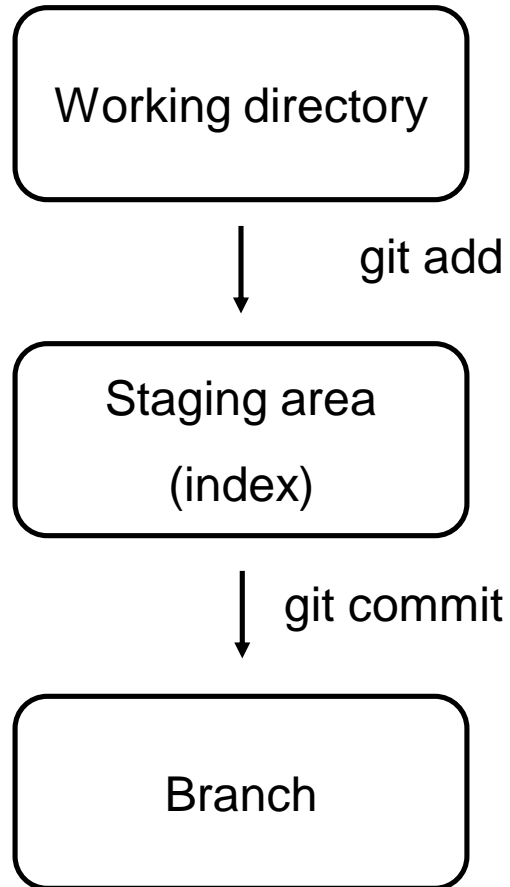 Working directory
git add
Staging area
(index)
git commit
Branch